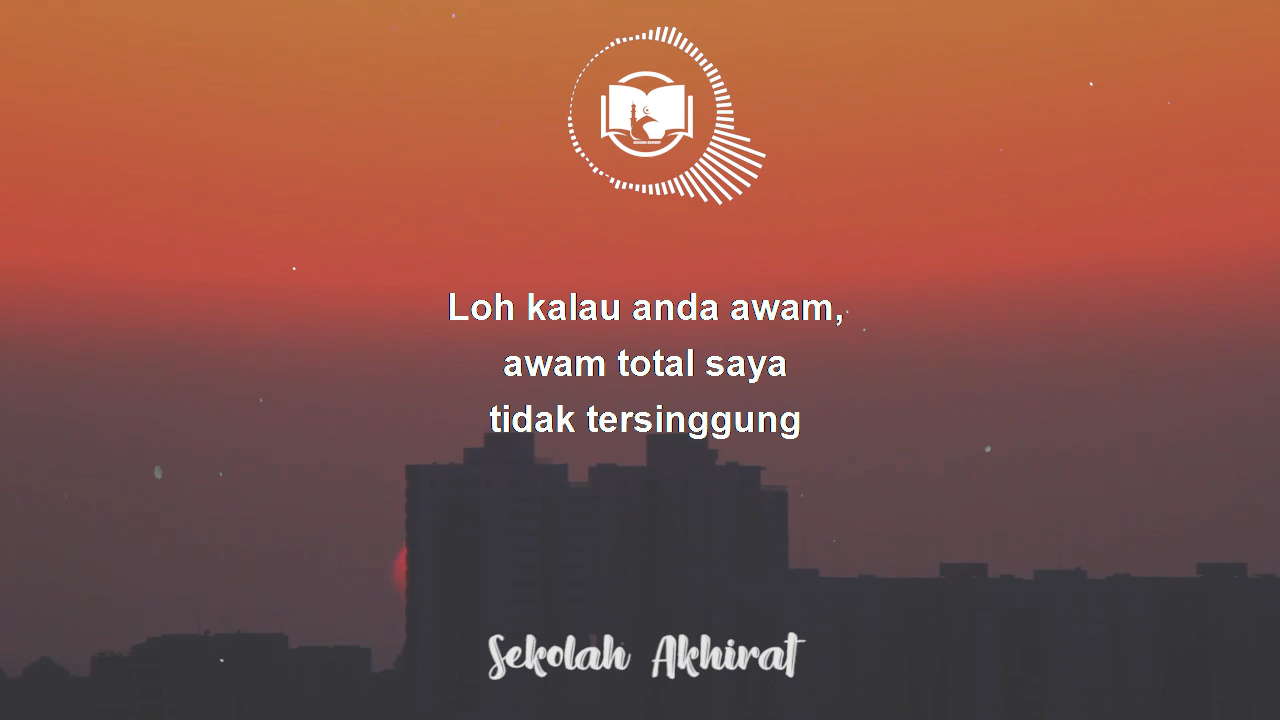 Loh kalau anda awam,
awam total saya
tidak tersinggung
Sekolah Akhirat